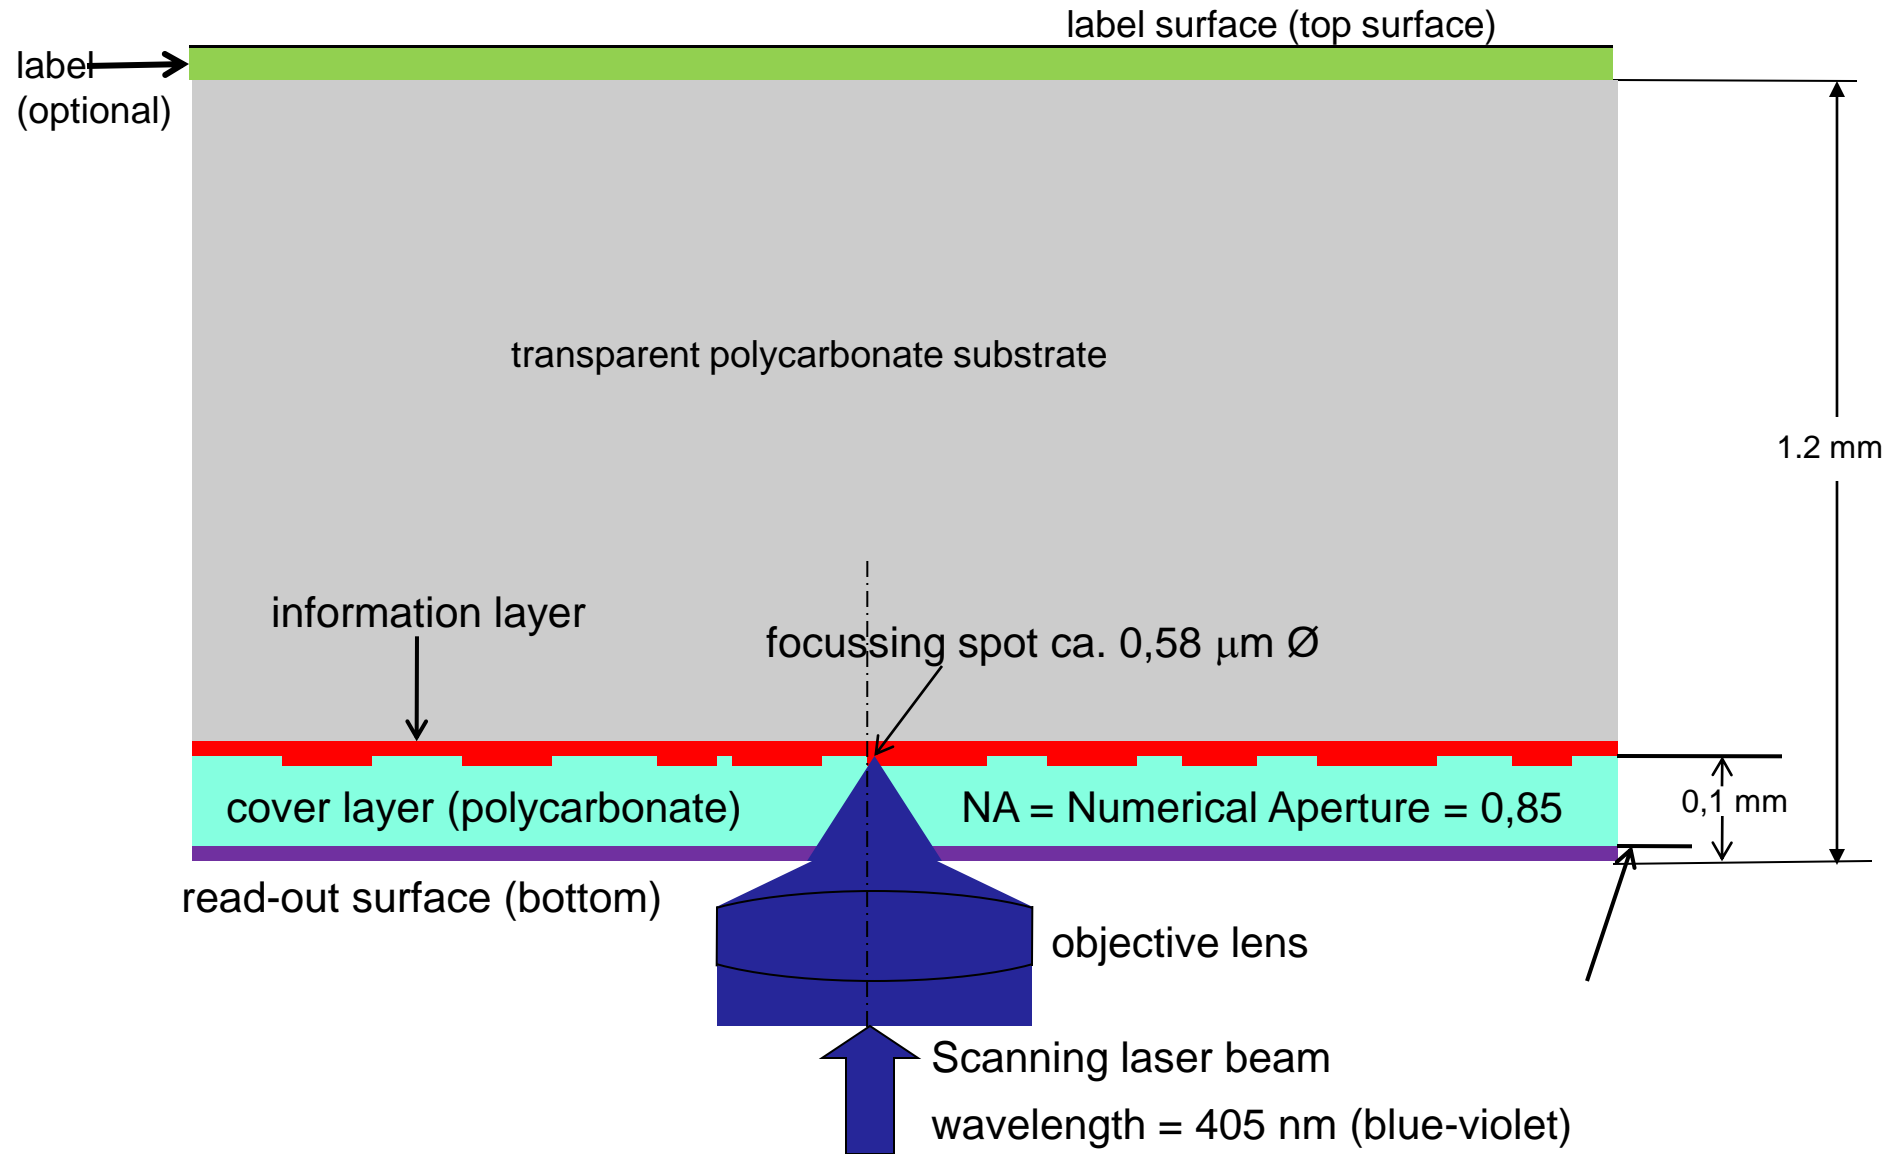 label surface (top surface)
label
(optional)
transparent polycarbonate substrate
1.2 mm
information layer
focussing spot ca. 0,58 μm Ø
cover layer (polycarbonate)
NA = Numerical Aperture = 0,85
0,1 mm
read-out surface (bottom)
objective lens
Scanning laser beam
wavelength = 405 nm (blue-violet)